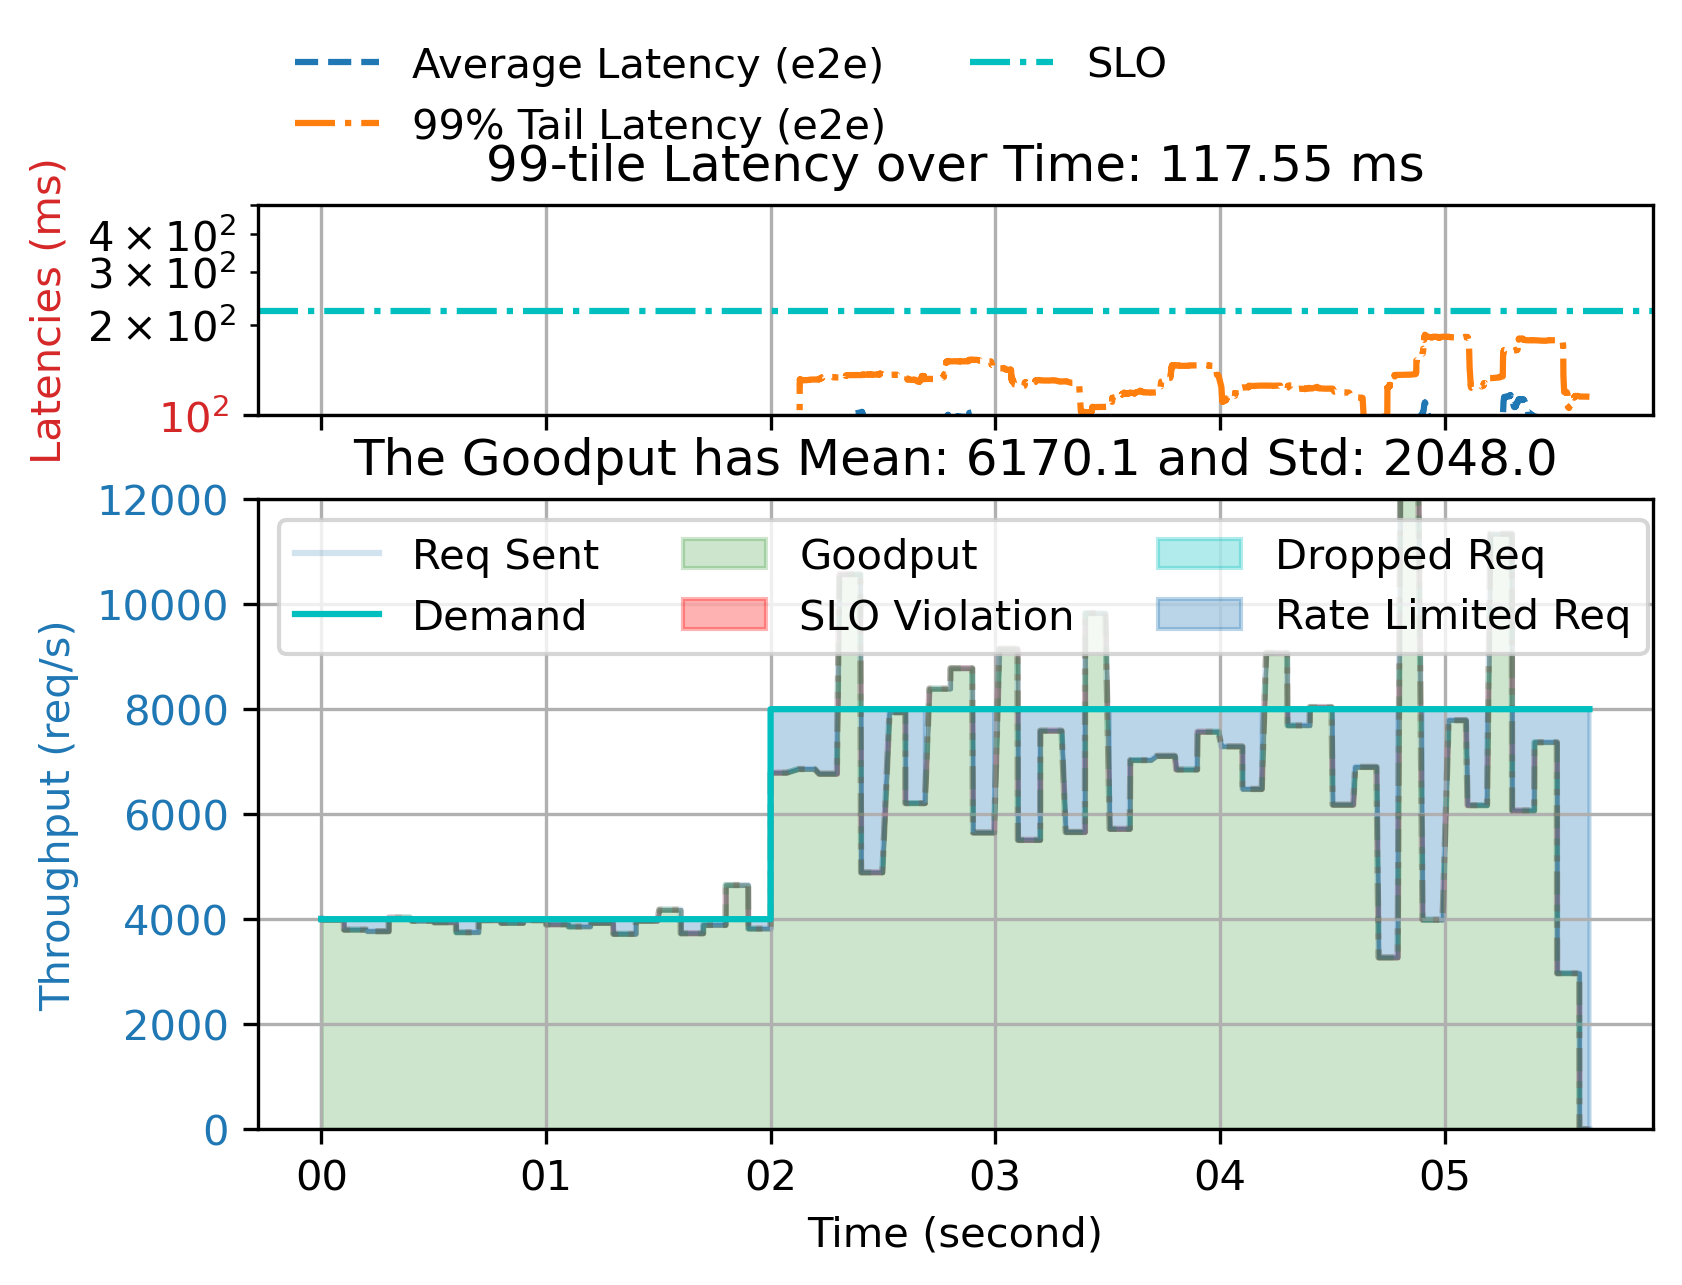 Average Latency (e2e) SLO
99% Tail Latency (e2e)
99-tile Latency over Time: 117.55 ms
Latencies (ms)
4 × 10²
3 × 10²
2 × 10²
10²
The Goodput has Mean: 6170.1 and Std: 2048.0
Throughput (req/s)
12000
10000
8000
6000
4000
2000
0
Req Sent Goodput Dropped Req
Demand SLO Violation Rate Limited Req
00 01 02 03 04 05
Time (second)